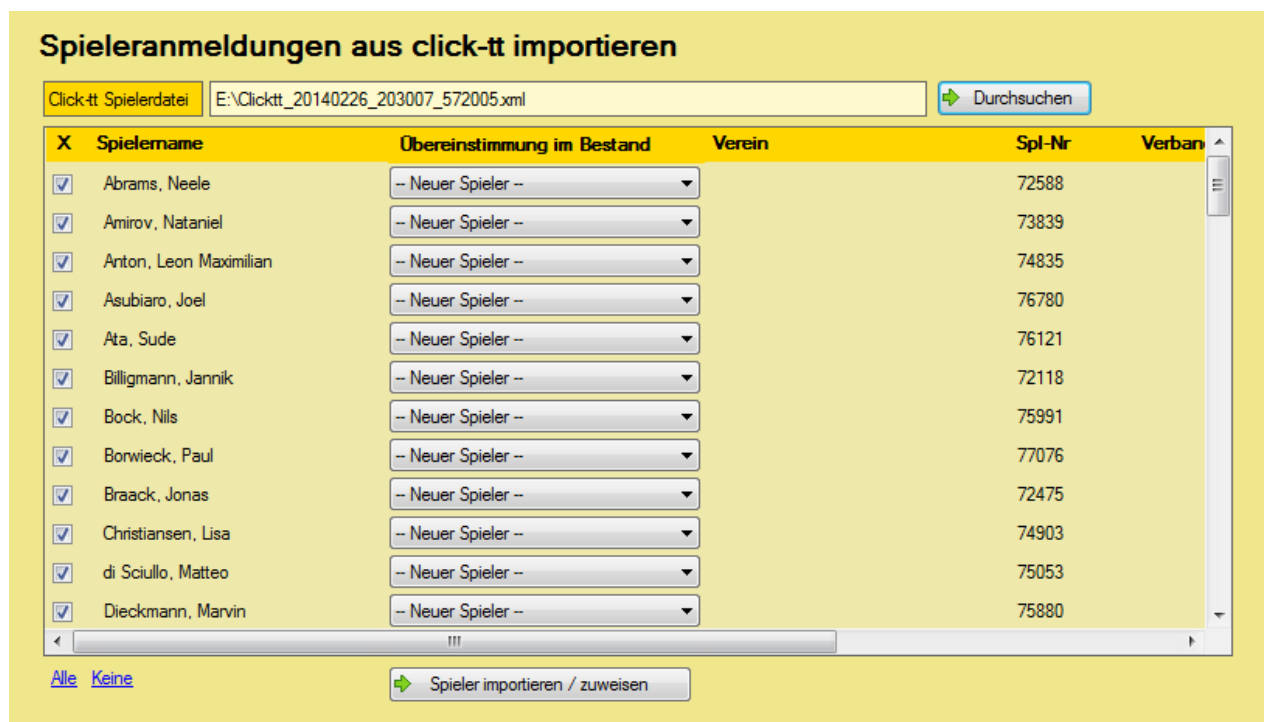 Spieleranmeldungen aus click-tt importieren
Click-tt Spielerdatei E:\Clicktt_20140226_203007_572005.xml Durchsuchen
X Spielername Übereinstimmung im Bestand Verein Spl-Nr Verban
Abrams, Neele -- Neuer Spieler -- 72588
Amirov, Nataniel -- Neuer Spieler -- 73839
Anton, Leon Maximilian -- Neuer Spieler -- 74835
Asubiaro, Joel -- Neuer Spieler -- 76780
Ata, Sude -- Neuer Spieler -- 76121
Billigmann, Jannik -- Neuer Spieler -- 72118
Bock, Nils -- Neuer Spieler -- 75991
Borwieck, Paul -- Neuer Spieler -- 77076
Braack, Jonas -- Neuer Spieler -- 72475
Christiansen, Lisa -- Neuer Spieler -- 74903
di Sciullo, Matteo -- Neuer Spieler -- 75053
Dieckmann, Marvin -- Neuer Spieler -- 75880
Alle Keine Spieler importieren / zuweisen